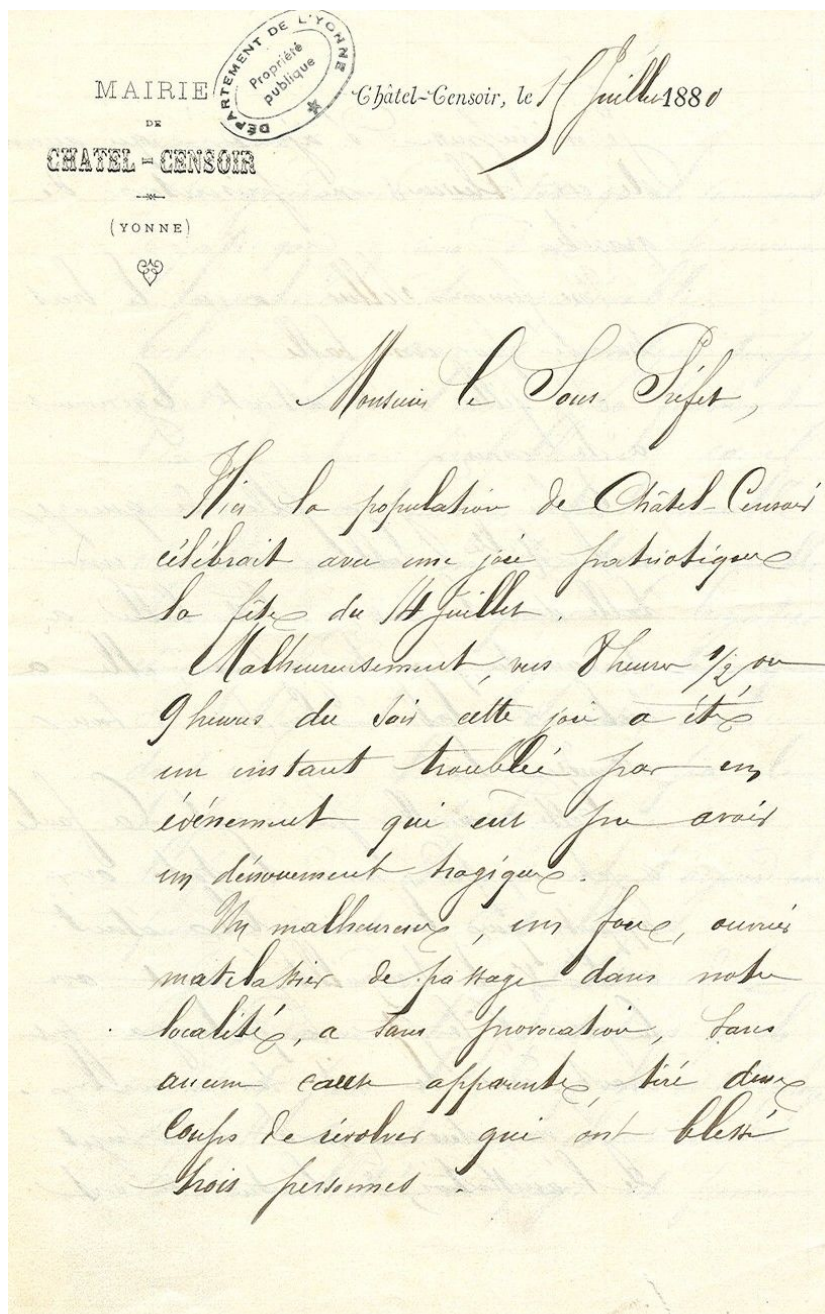 DÉPARTEMENT DE L'YONNE
Propriété
publique
MAIRIE
DE
CHATEL-CENSOIR
(YONNE)
Châtel-Censoir, le 15 Juillet 1880
Monsieur le Sous-Préfet,
Hier la population de Châtel-Censoir
célébrait avec une joie patriotique
la fête du 14 juillet.
Malheureusement, vers 8 heures 1/2 ou
9 heures du soir cette joie a été
un instant troublée par un
événement qui eut pu avoir
un dénouement tragique.
Un malheureux, un fou, ouvrier
matelassier de passage dans notre
localité, a sans provocation, sans
aucune cause apparente, tiré deux
coups de révolver qui ont blessé
trois personnes.